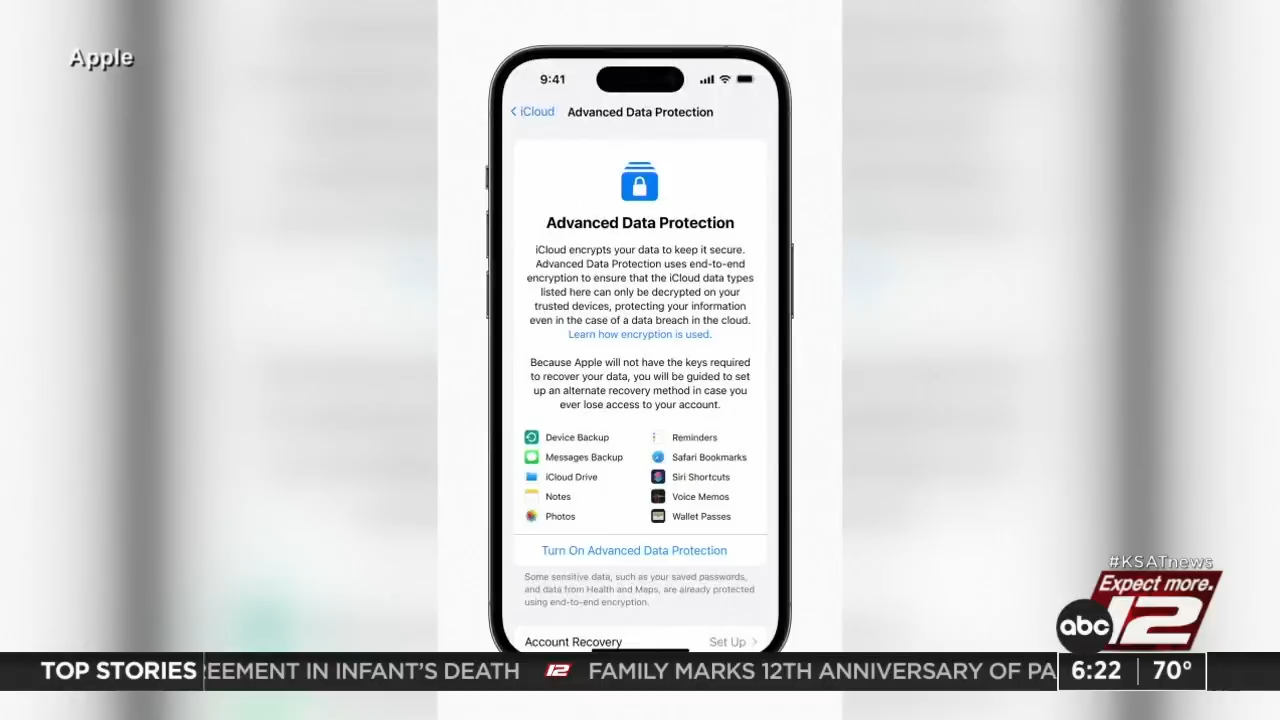 Apple
9:41
iCloud
Advanced Data Protection
Advanced Data Protection
iCloud encrypts your data to keep it secure.
Advanced Data Protection uses end-to-end
encryption to ensure that the iCloud data types
listed here can only be decrypted on your
trusted devices, protecting your information
even in the case of a data breach in the cloud.
Learn how encryption is used.
Because Apple will not have the keys required
to recover your data, you will be guided to set
up an alternate recovery method in case you
ever lose access to your account.
Device Backup
Reminders
Messages Backup
Safari Bookmarks
iCloud Drive
Siri Shortcuts
Notes
Voice Memos
Photos
Wallet Passes
Turn On Advanced Data Protection
Some sensitive data, such as your saved passwords,
and data from Health and Maps, are already protected
using end-to-end encryption.
Account Recovery
Set Up
#KSATnews
Expect more.
abc 12
TOP STORIES
REEMENT IN INFANT'S DEATH 12 FAMILY MARKS 12TH ANNIVERSARY OF PA
6:22 70°